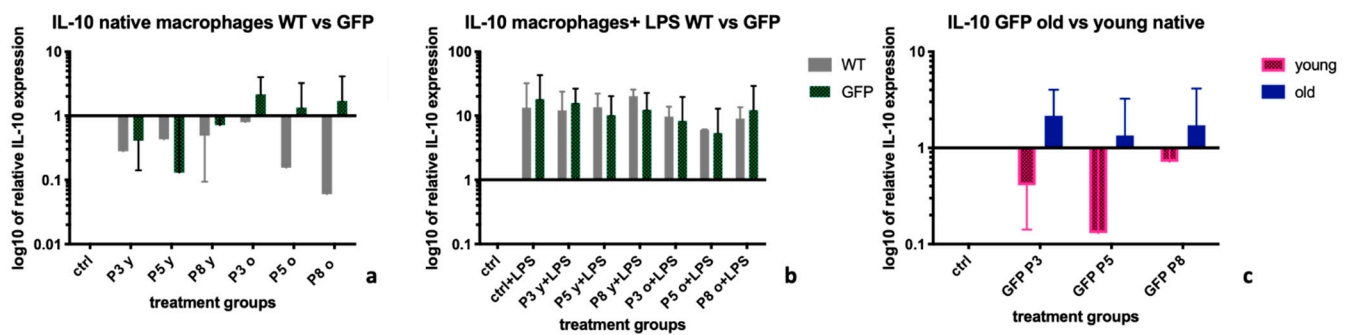 IL-10 native macrophages WT vs GFP
log10 of relative IL-10 expression
10
1
0.1
0.01
ctrl
P3 y
P5 y
P8 y
P3 o
P5 o
P8 o
treatment groups
a
IL-10 macrophages+ LPS WT vs GFP
log10 of relative IL-10 expression
100
10
1
0.1
ctrl
ctrl+LPS
P3 y+LPS
P5 y+LPS
P8 y+LPS
P3 o+LPS
P5 o+LPS
P8 o+LPS
treatment groups
b
WT
GFP
IL-10 GFP old vs young native
log10 of relative IL-10 expression
10
1
0.1
ctrl
GFP P3
GFP P5
GFP P8
treatment groups
c
young
old